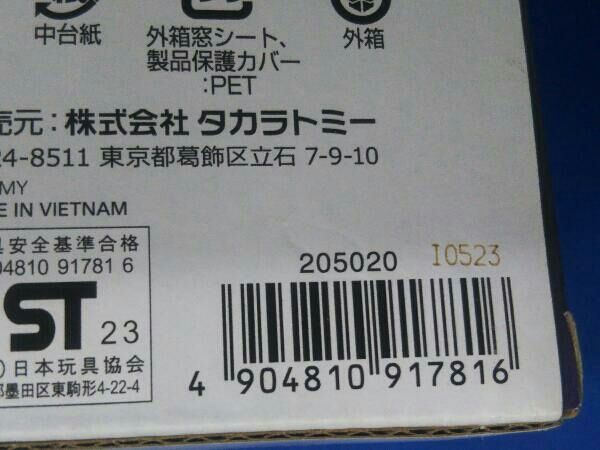 中台紙
外箱窓シート、
製品保護カバー
:PET
外箱
売元:株式会社 タカラトミー
24-8511 東京都葛飾区立石 7-9-10
MY
E IN VIETNAM
安全基準合格
04810 91781 6
ST 23
日本玩具協会
墨田区東駒形4-22-4
205020 I0523
4 904810 917816